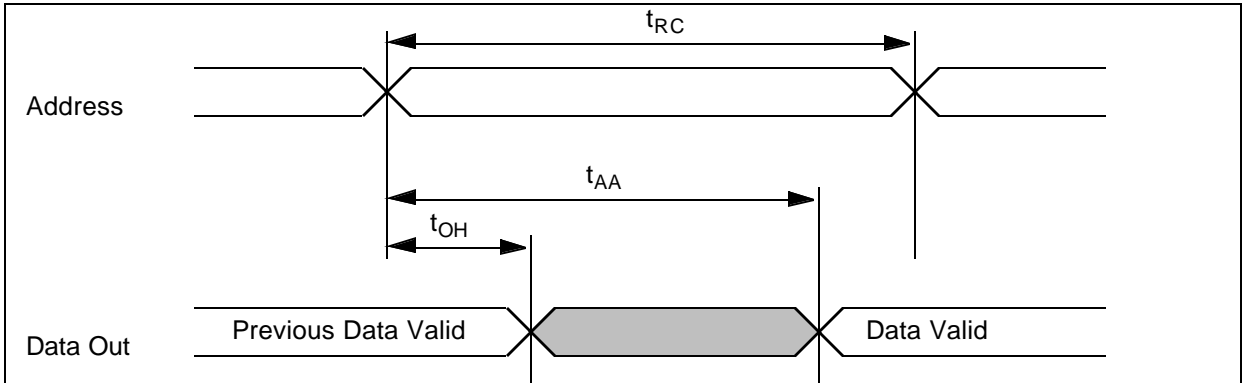 tRC
Address
tAA
tOH
Previous Data Valid
Data Valid
Data Out